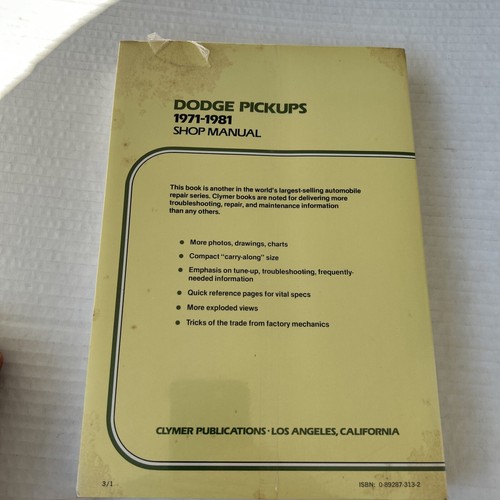 DODGE PICKUPS
1971-1981
SHOP MANUAL
This book is another in the world's largest-selling automobile
repair series. Clymer books are noted for delivering more
troubleshooting, repair, and maintenance information
than any others.
● More photos, drawings, charts
● Compact "carry-along" size
● Emphasis on tune-up, troubleshooting, frequently-
needed information
● Quick reference pages for vital specs
● More exploded views
● Tricks of the trade from factory mechanics
CLYMER PUBLICATIONS · LOS ANGELES, CALIFORNIA
3/1
ISBN: 0-89287-313-2